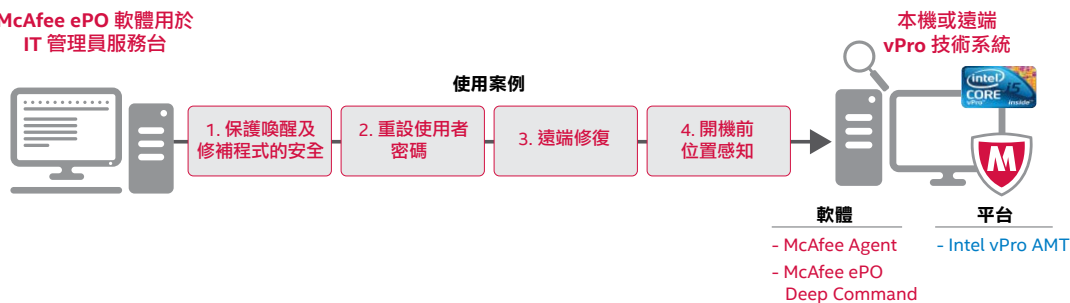 McAfee ePO 軟體用於
IT 管理員服務台
本機或遠端
vPro 技術系統
使用案例
1. 保護喚醒及
修補程式的安全
2. 重設使用者
密碼
3. 遠端修復
4. 開機前
位置感知
(intel)
CORE i5
vPro inside
M
軟體
- McAfee Agent
- McAfee ePO
Deep Command
平台
- Intel vPro AMT